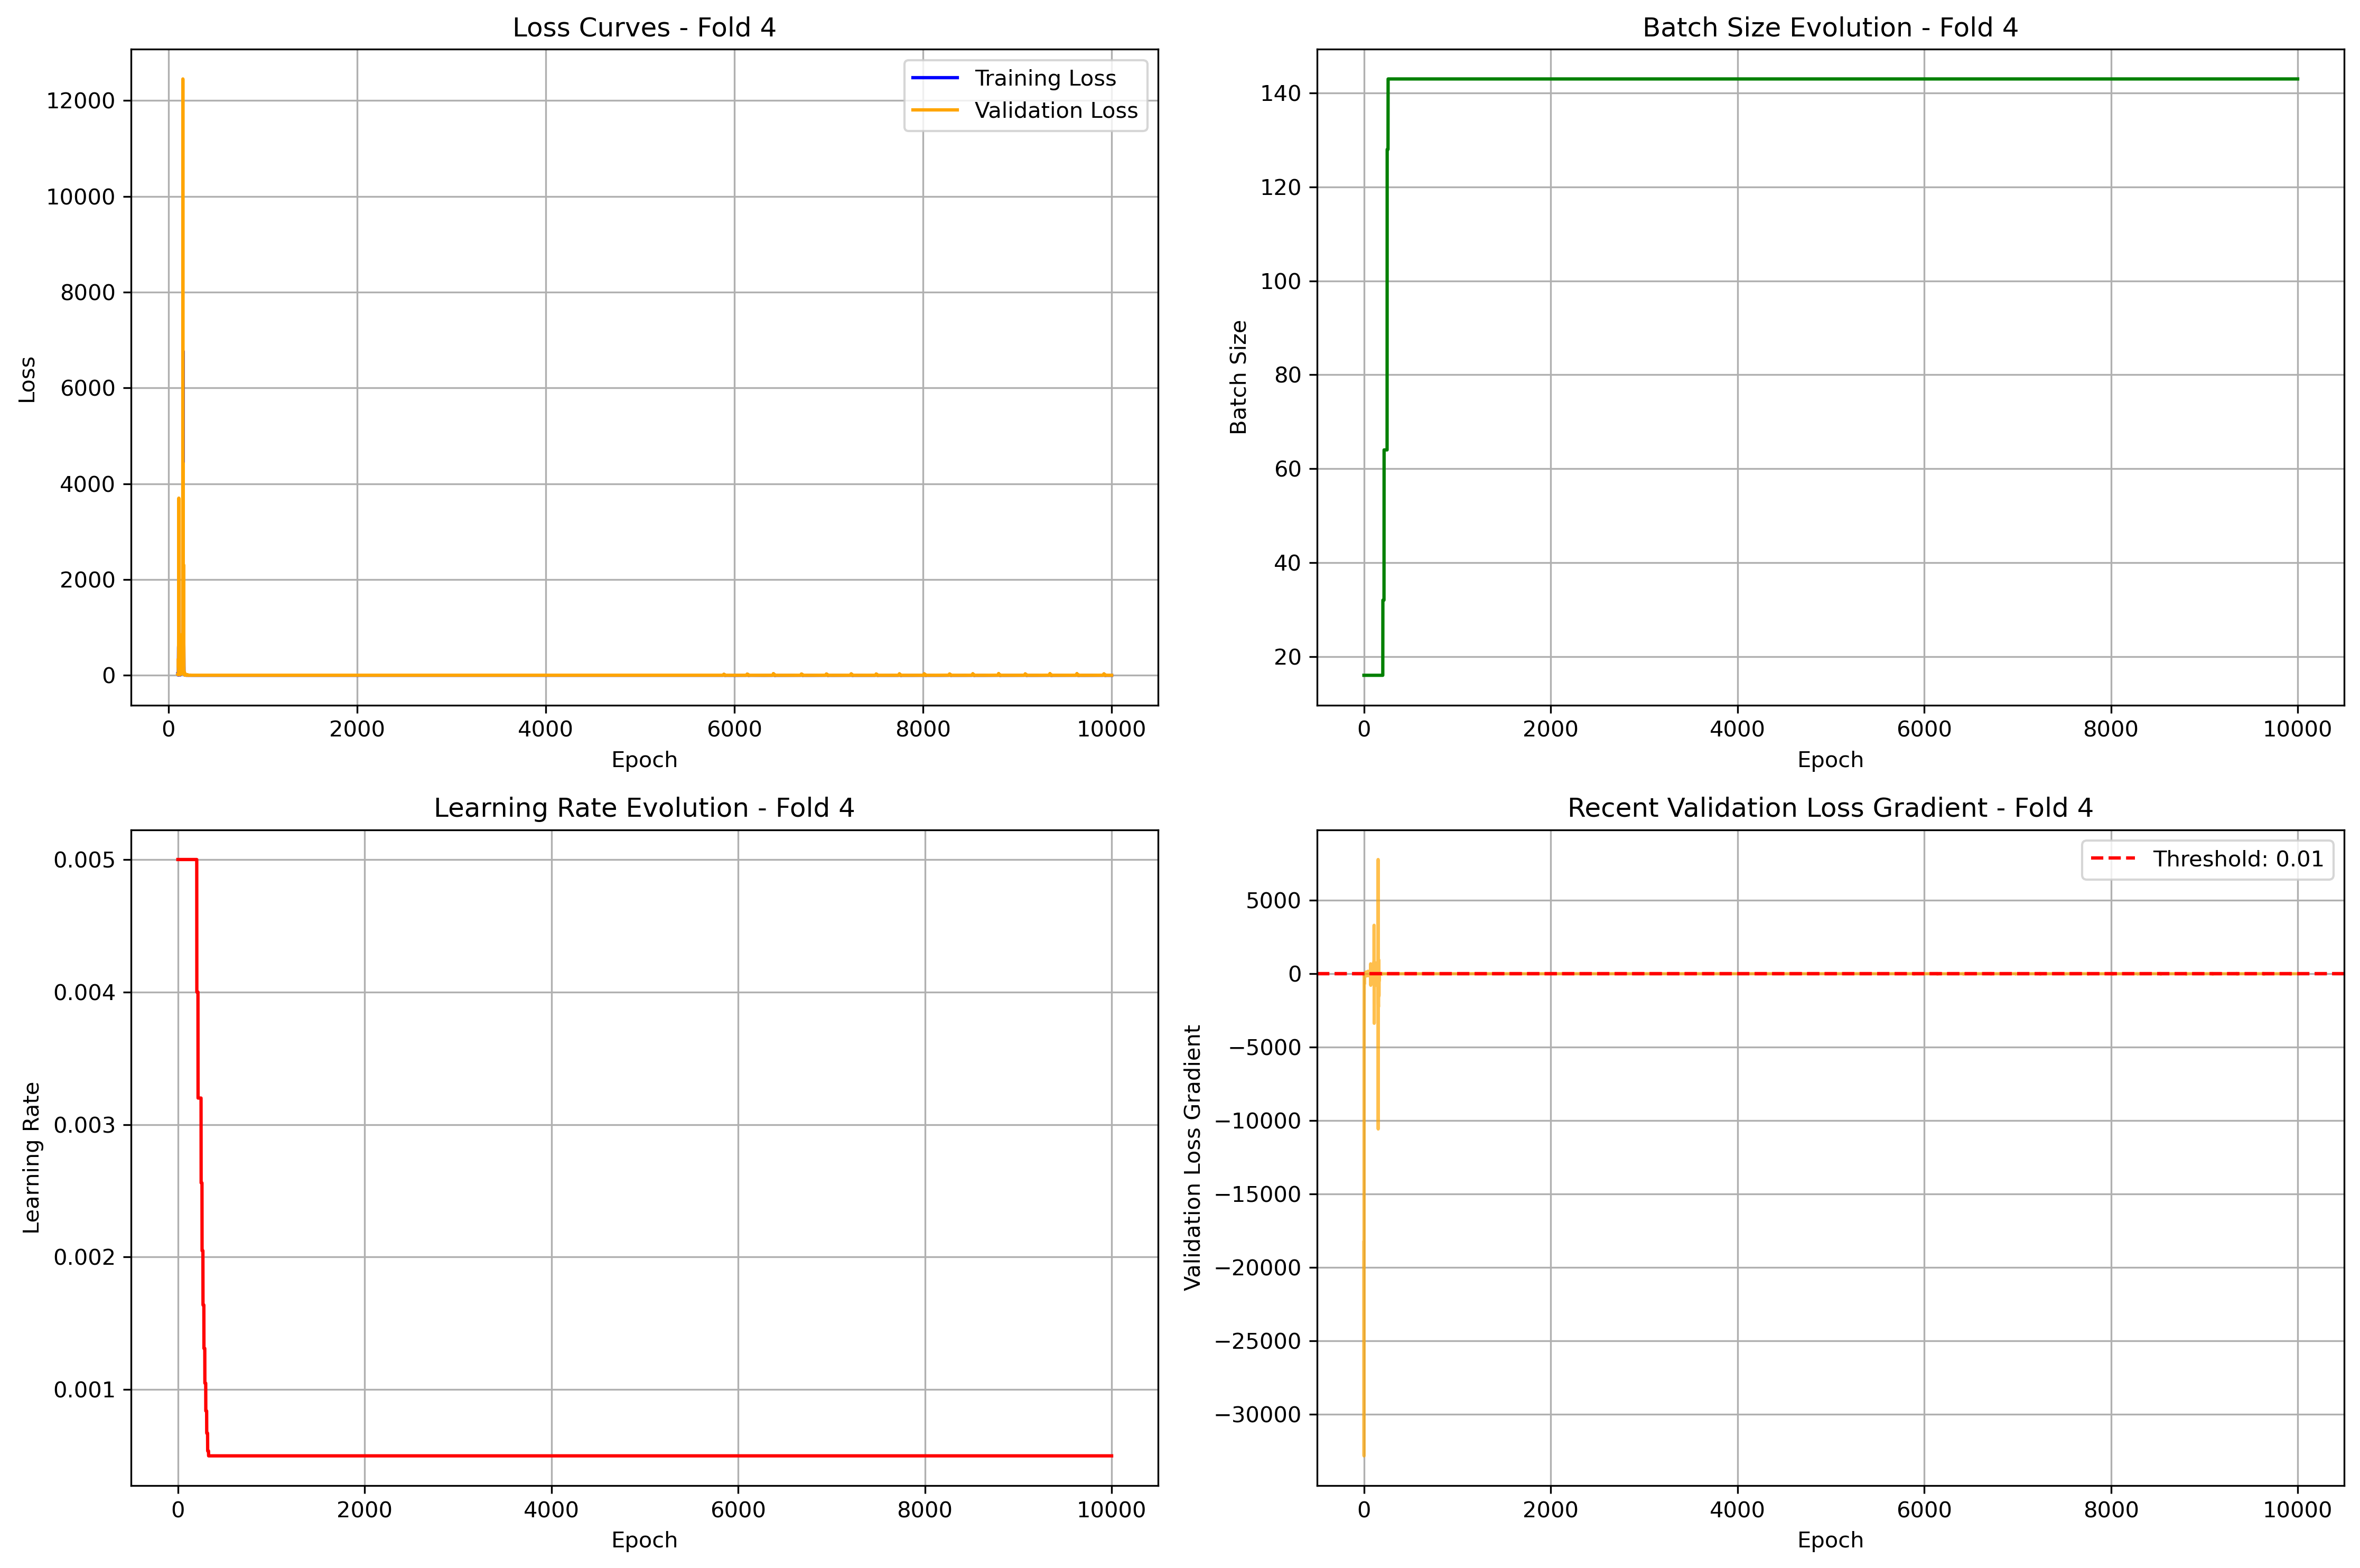 Loss Curves - Fold 4
Training Loss
Validation Loss
12000
10000
8000
6000
4000
2000
0
Loss
0 2000 4000 6000 8000 10000
Epoch
Batch Size Evolution - Fold 4
140
120
100
80
60
40
20
Batch Size
0 2000 4000 6000 8000 10000
Epoch
Learning Rate Evolution - Fold 4
0.005
0.004
0.003
0.002
0.001
Learning Rate
0 2000 4000 6000 8000 10000
Epoch
Recent Validation Loss Gradient - Fold 4
Threshold: 0.01
5000
0
−5000
−10000
−15000
−20000
−25000
−30000
Validation Loss Gradient
0 2000 4000 6000 8000 10000
Epoch